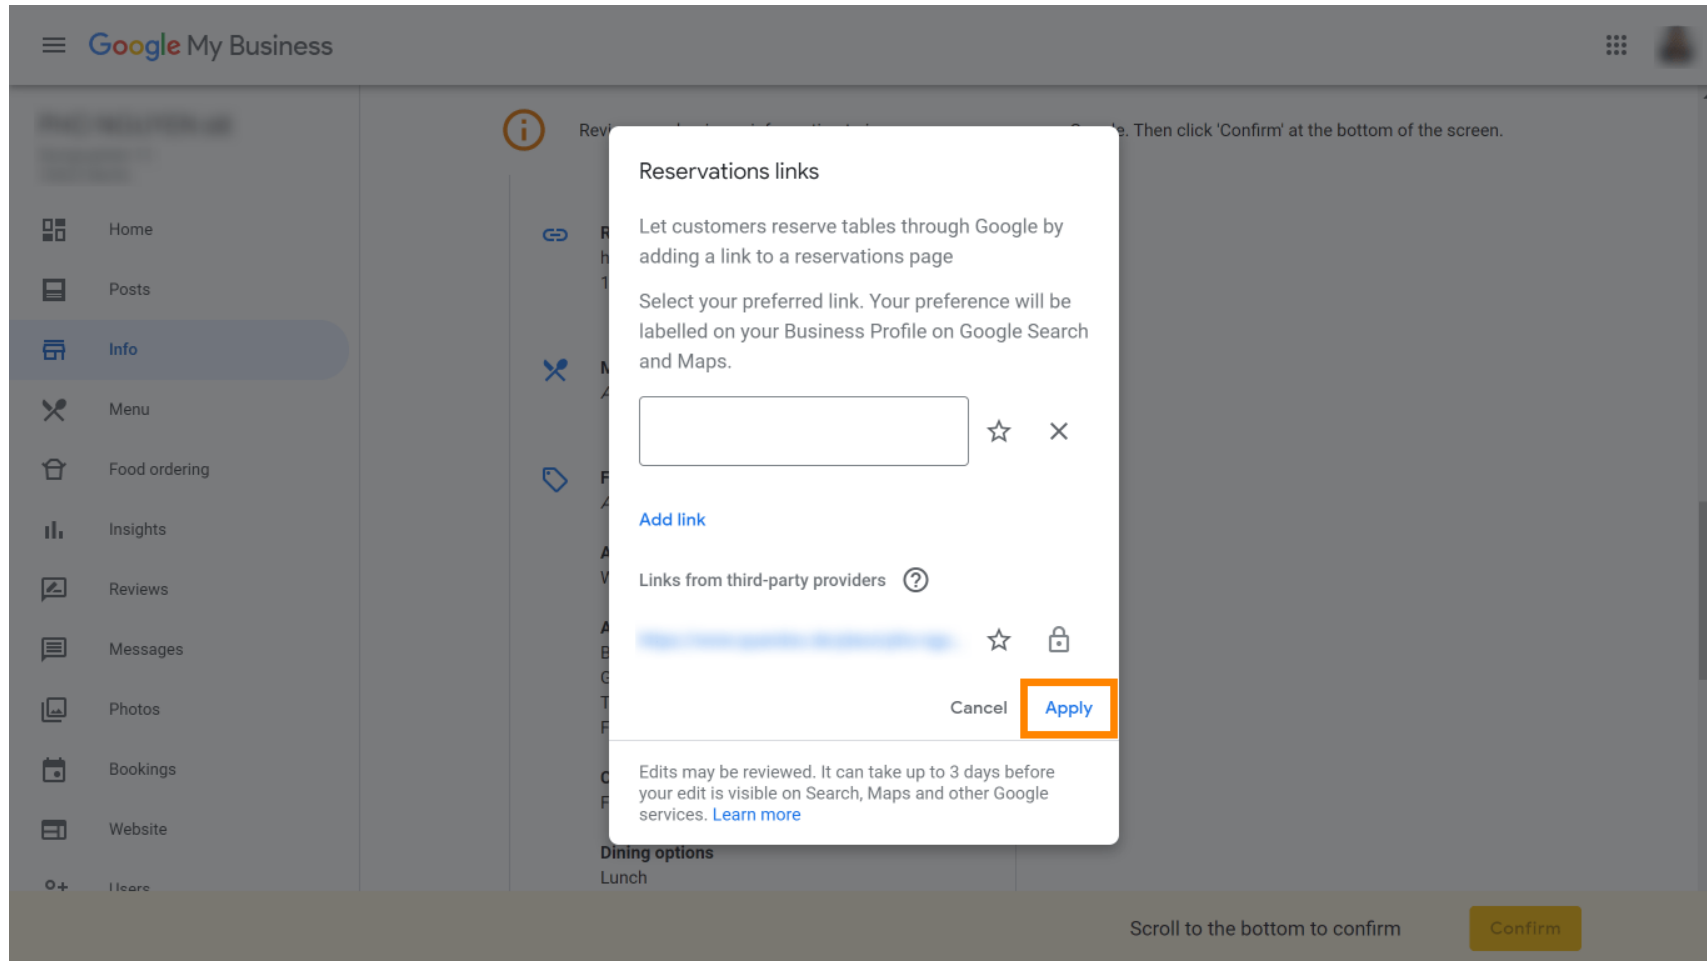 Google My Business
Home
Posts
Info
Menu
Food ordering
Insights
Reviews
Messages
Photos
Bookings
Website
Users
Then click 'Confirm' at the bottom of the screen.
Reservations links
Let customers reserve tables through Google by
adding a link to a reservations page
Select your preferred link. Your preference will be
labelled on your Business Profile on Google Search
and Maps.
Add link
Links from third-party providers
Cancel
Apply
Edits may be reviewed. It can take up to 3 days before
your edit is visible on Search, Maps and other Google
services. Learn more
Dining options
Lunch
Scroll to the bottom to confirm
Confirm